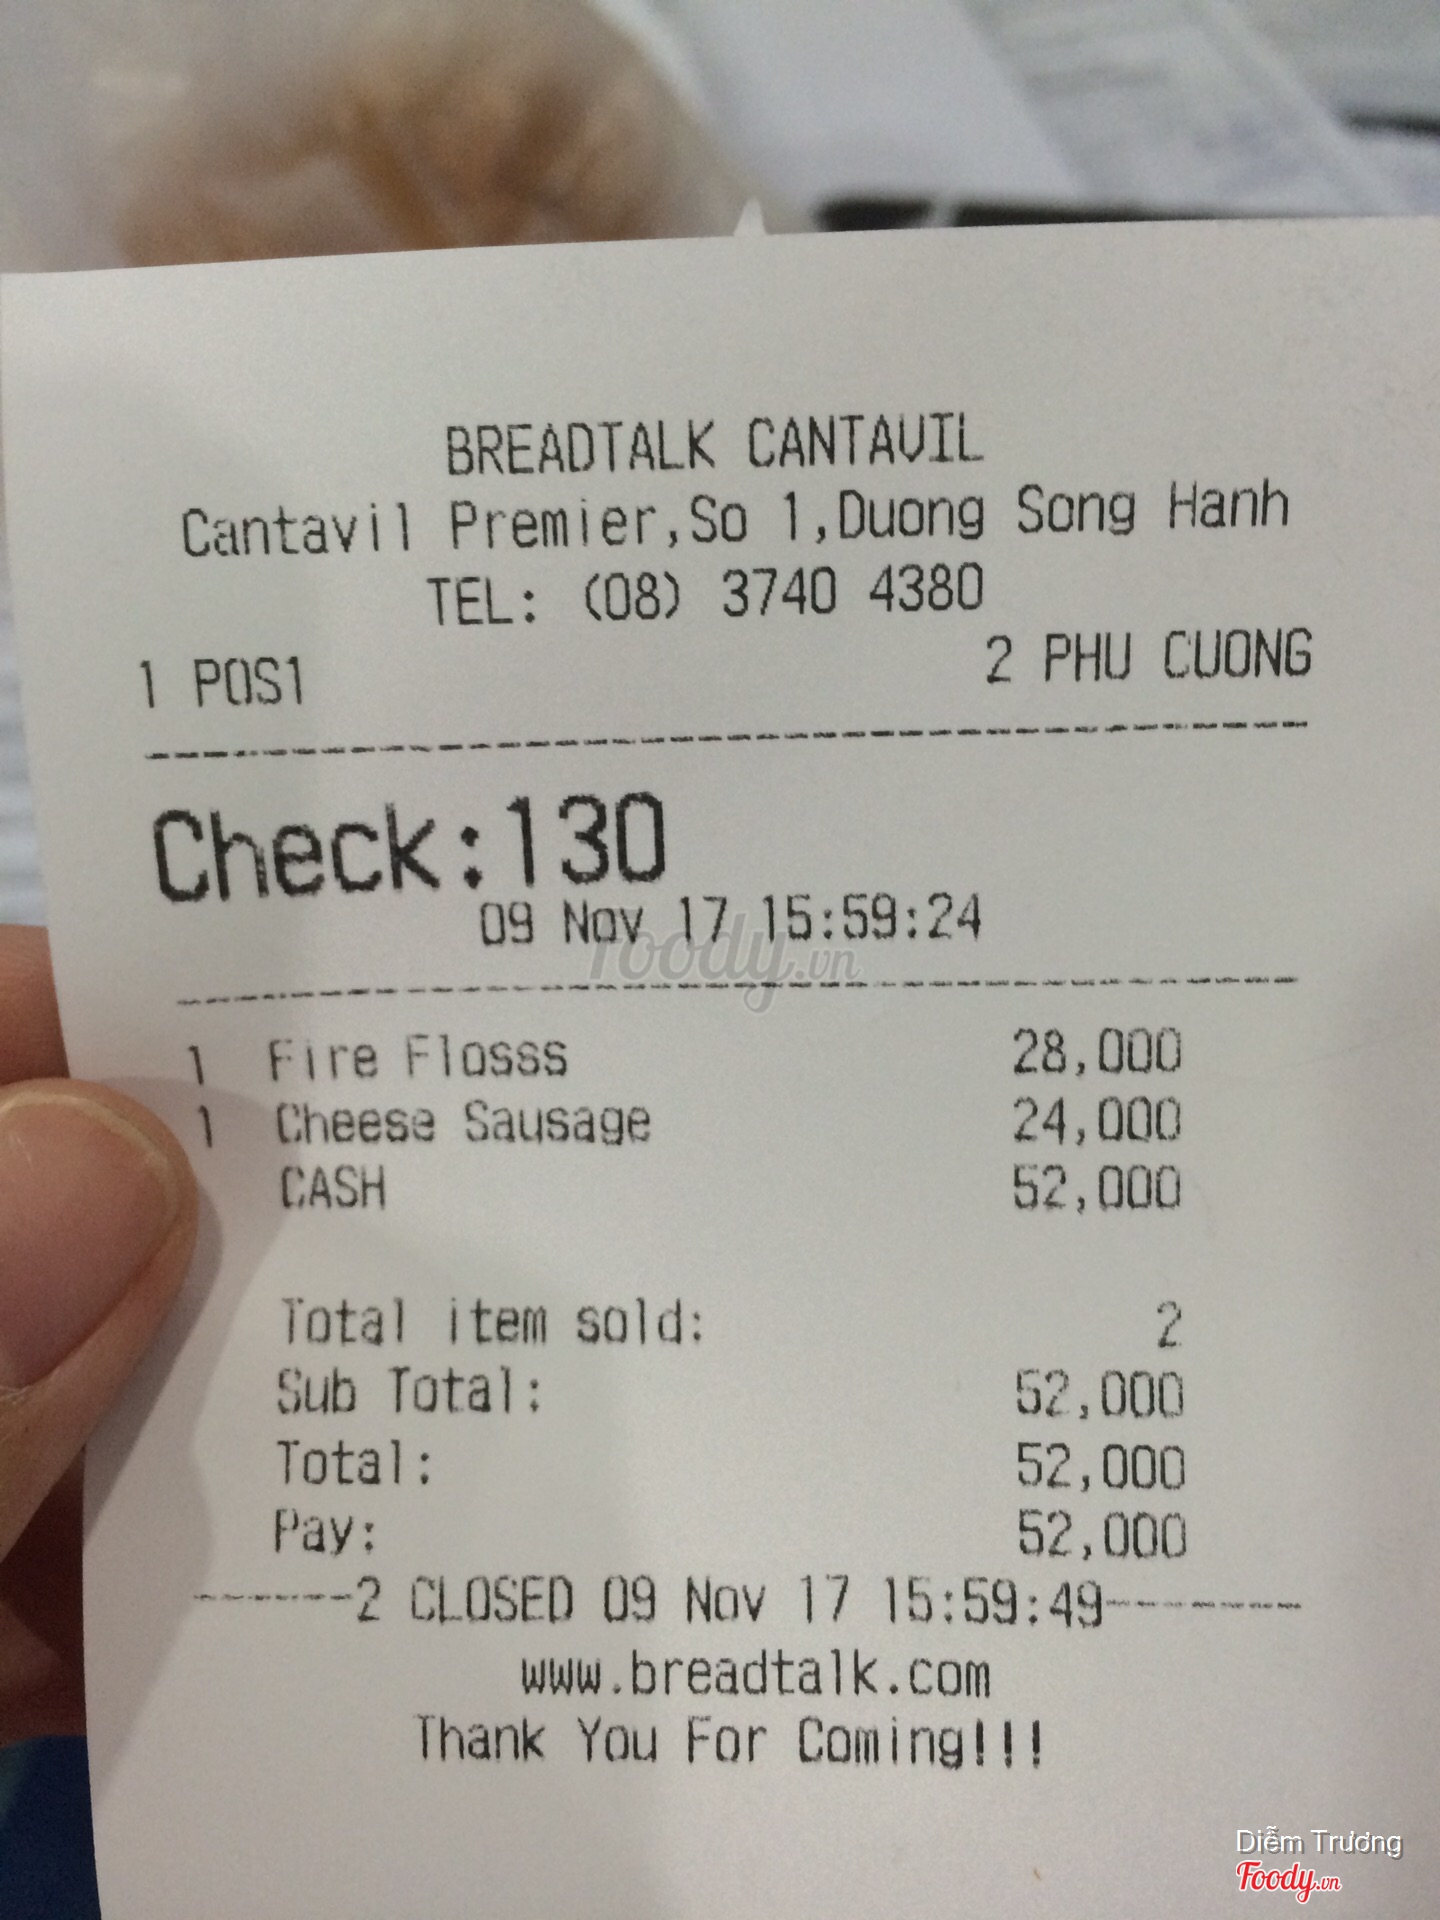 BREADTALK CANTAVIL
Cantavil Premier,So 1,Duong Song Hanh
TEL: (08) 3740 4380
1 POS1 2 PHU CUONG
Check:130
09 Nov 17 15:59:24
foody.vn
1 Fire Flosss 28,000
1 Cheese Sausage 24,000
CASH 52,000
Total item sold: 2
Sub Total: 52,000
Total: 52,000
Pay: 52,000
------2 CLOSED 09 Nov 17 15:59:49-------
www.breadtalk.com
Thank You For Coming!!!
Diễm Trương
Foody.vn